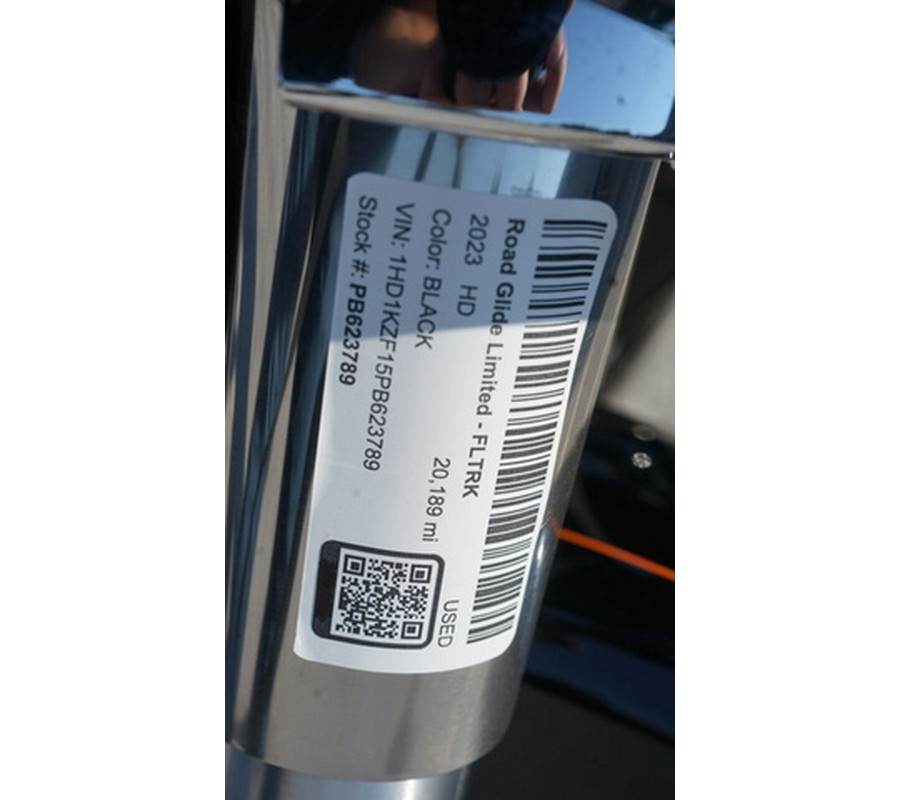 Road Glide Limited - FLTRK
2023 HD
Color: BLACK 20,189 mi USED
VIN: 1HD1KZF15PB623789
Stock #: PB623789